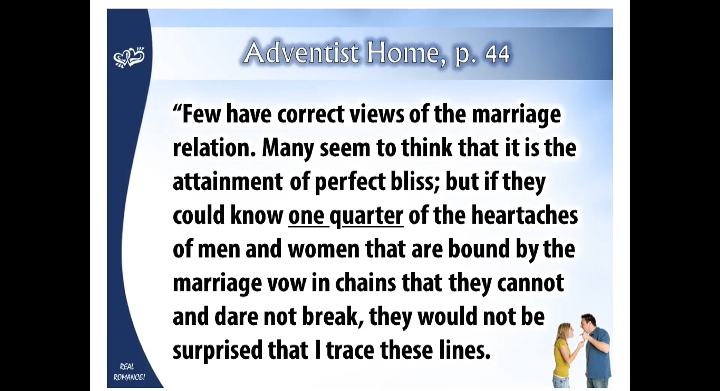 Adventist Home, p. 44
“Few have correct views of the marriage
relation. Many seem to think that it is the
attainment of perfect bliss; but if they
could know one quarter of the heartaches
of men and women that are bound by the
marriage vow in chains that they cannot
and dare not break, they would not be
surprised that I trace these lines.
REAL
ROMANCE!